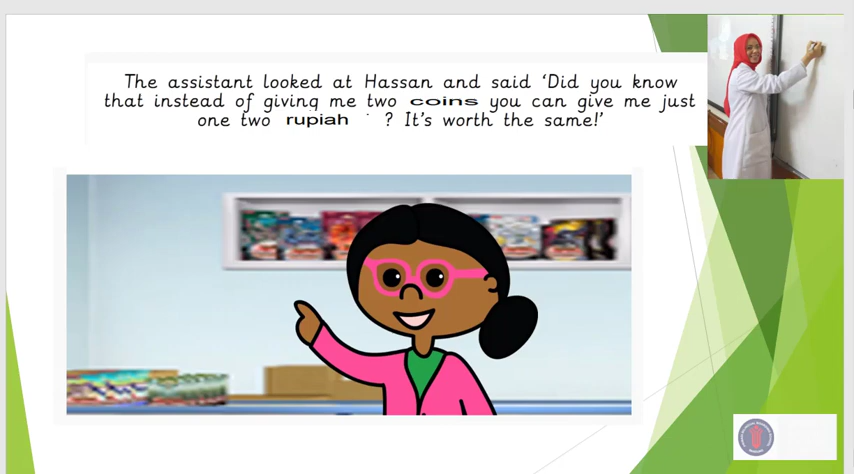 The assistant looked at Hassan and said ‘Did you know
that instead of giving me two coins you can give me just
one two rupiah ? It’s worth the same!’